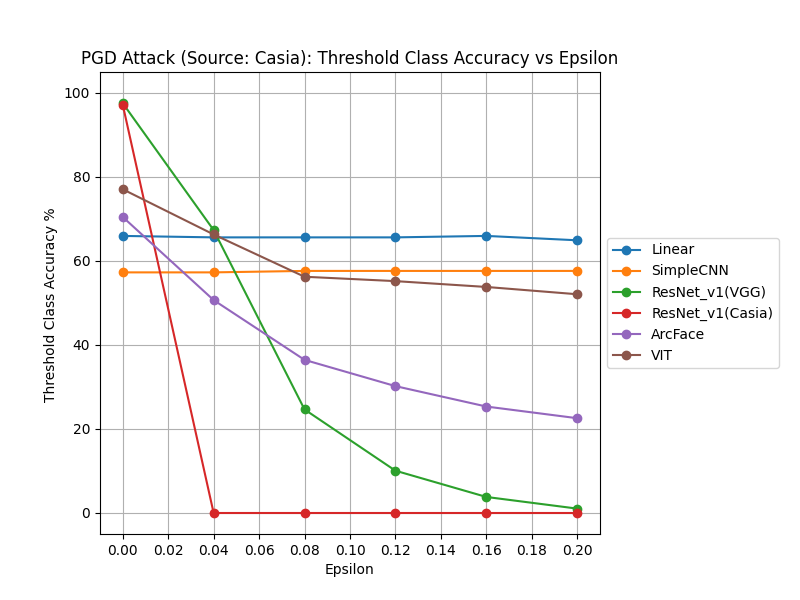 PGD Attack (Source: Casia): Threshold Class Accuracy vs Epsilon
Threshold Class Accuracy %
100
80
60
40
20
0
0.00 0.02 0.04 0.06 0.08 0.10 0.12 0.14 0.16 0.18 0.20
Epsilon
Linear
SimpleCNN
ResNet_v1(VGG)
ResNet_v1(Casia)
ArcFace
VIT